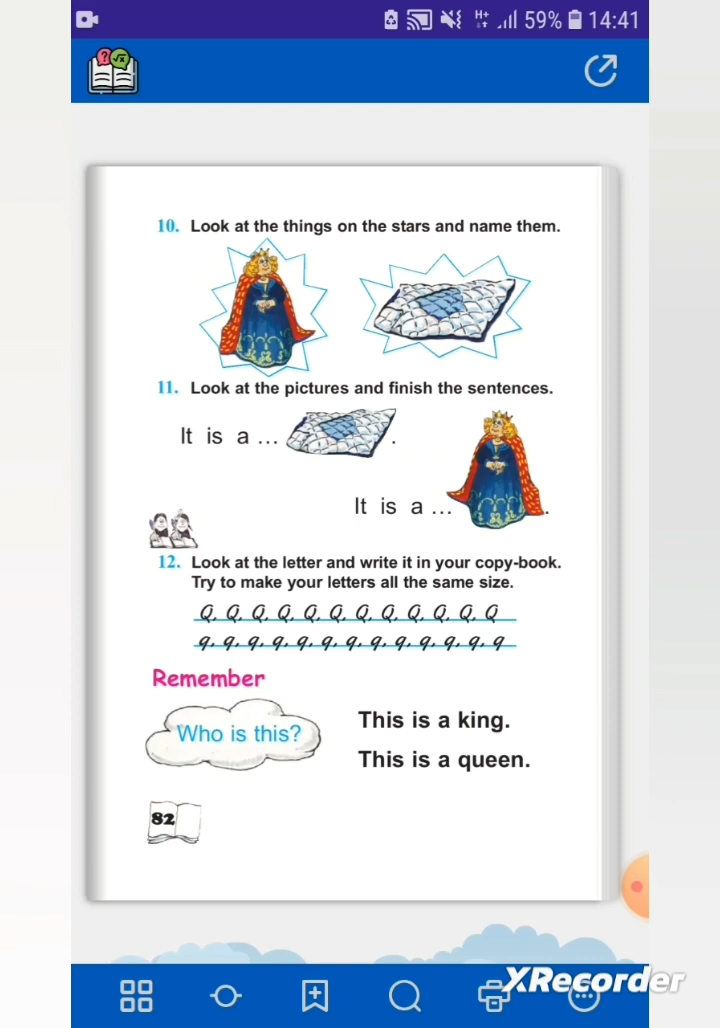 H+ 59% 14:41
10. Look at the things on the stars and name them.
11. Look at the pictures and finish the sentences.
It is a ... .
It is a ... .
12. Look at the letter and write it in your copy-book.
Try to make your letters all the same size.
Q, Q, Q, Q, Q, Q, Q, Q, Q, Q, Q, Q
q, q, q, q, q, q, q, q, q, q, q, q, q
Remember
Who is this?
This is a king.
This is a queen.
82
XRecorder